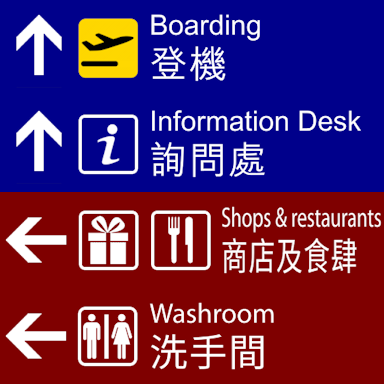 Boarding
登機
Information Desk
詢問處
Shops & restaurants
商店及食肆
Washroom
洗手間